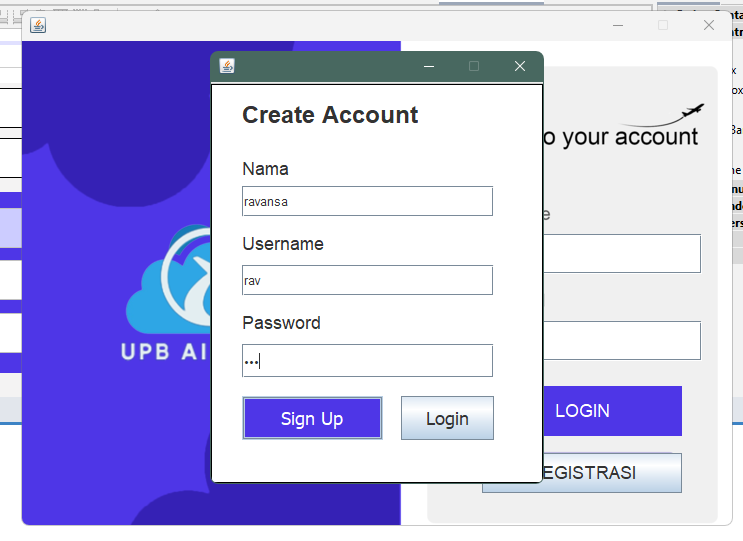 Create Account
Nama
ravansa
Username
rav
Password
Sign Up
Login
UPB AI
o your account
e
LOGIN
EGISTRASI